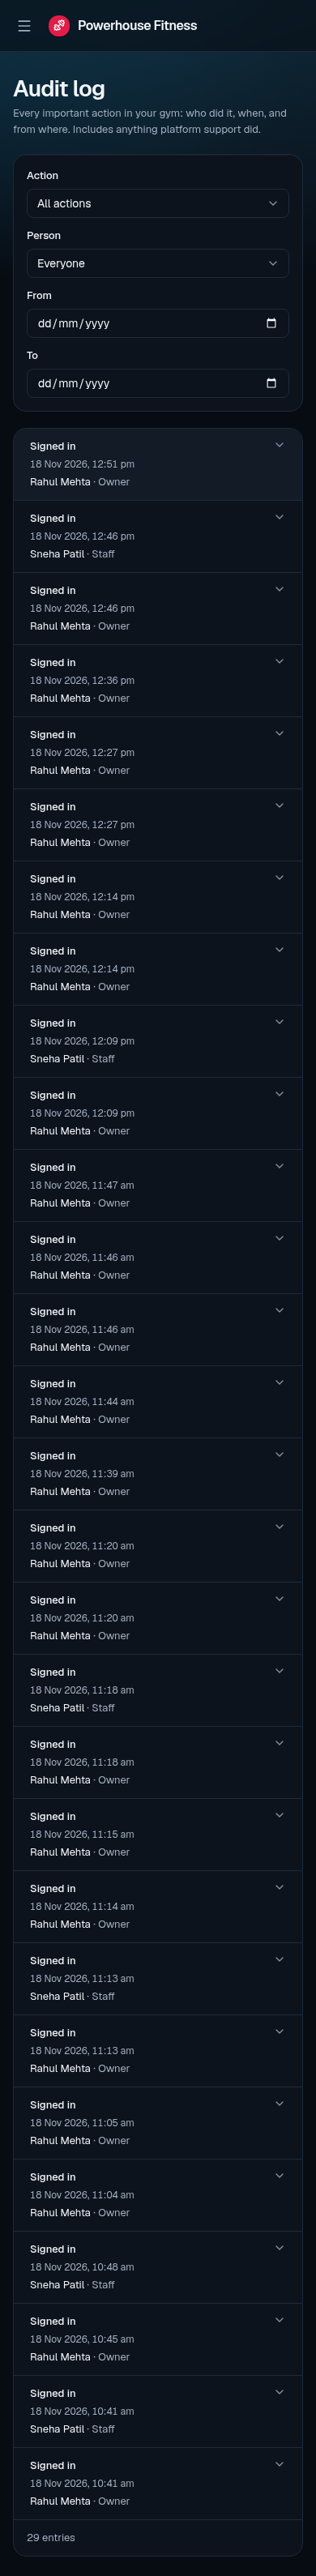 Powerhouse Fitness
Audit log
Every important action in your gym: who did it, when, and
from where. Includes anything platform support did.
Action
All actions
Person
Everyone
From
dd/mm/yyyy
To
dd/mm/yyyy
Signed in
18 Nov 2026, 12:51 pm
Rahul Mehta · Owner
Signed in
18 Nov 2026, 12:46 pm
Sneha Patil · Staff
Signed in
18 Nov 2026, 12:46 pm
Rahul Mehta · Owner
Signed in
18 Nov 2026, 12:36 pm
Rahul Mehta · Owner
Signed in
18 Nov 2026, 12:27 pm
Rahul Mehta · Owner
Signed in
18 Nov 2026, 12:27 pm
Rahul Mehta · Owner
Signed in
18 Nov 2026, 12:14 pm
Rahul Mehta · Owner
Signed in
18 Nov 2026, 12:14 pm
Rahul Mehta · Owner
Signed in
18 Nov 2026, 12:09 pm
Sneha Patil · Staff
Signed in
18 Nov 2026, 12:09 pm
Rahul Mehta · Owner
Signed in
18 Nov 2026, 11:47 am
Rahul Mehta · Owner
Signed in
18 Nov 2026, 11:46 am
Rahul Mehta · Owner
Signed in
18 Nov 2026, 11:46 am
Rahul Mehta · Owner
Signed in
18 Nov 2026, 11:44 am
Rahul Mehta · Owner
Signed in
18 Nov 2026, 11:39 am
Rahul Mehta · Owner
Signed in
18 Nov 2026, 11:20 am
Rahul Mehta · Owner
Signed in
18 Nov 2026, 11:20 am
Rahul Mehta · Owner
Signed in
18 Nov 2026, 11:18 am
Sneha Patil · Staff
Signed in
18 Nov 2026, 11:18 am
Rahul Mehta · Owner
Signed in
18 Nov 2026, 11:15 am
Rahul Mehta · Owner
Signed in
18 Nov 2026, 11:14 am
Rahul Mehta · Owner
Signed in
18 Nov 2026, 11:13 am
Sneha Patil · Staff
Signed in
18 Nov 2026, 11:13 am
Rahul Mehta · Owner
Signed in
18 Nov 2026, 11:05 am
Rahul Mehta · Owner
Signed in
18 Nov 2026, 11:04 am
Rahul Mehta · Owner
Signed in
18 Nov 2026, 10:48 am
Sneha Patil · Staff
Signed in
18 Nov 2026, 10:45 am
Rahul Mehta · Owner
Signed in
18 Nov 2026, 10:41 am
Sneha Patil · Staff
Signed in
18 Nov 2026, 10:41 am
Rahul Mehta · Owner
29 entries